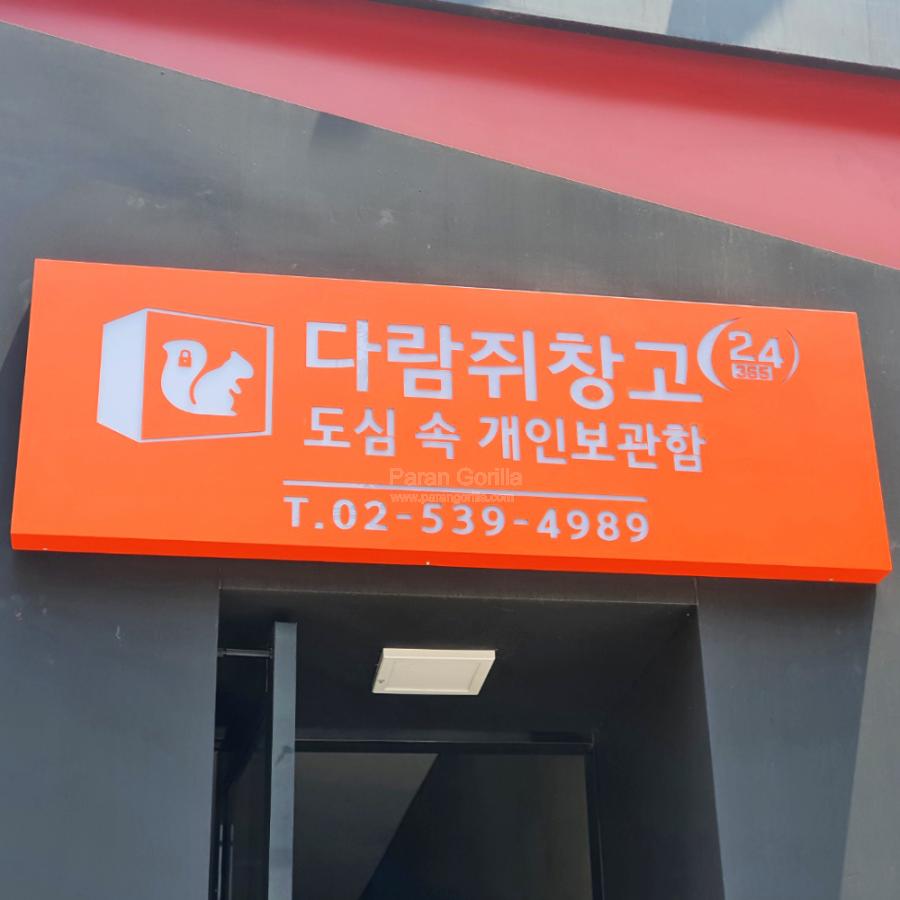 다람쥐창고 24
365
도심 속 개인보관함
Paran Gorilla
www.parangorilla.com
T.02-539-4989